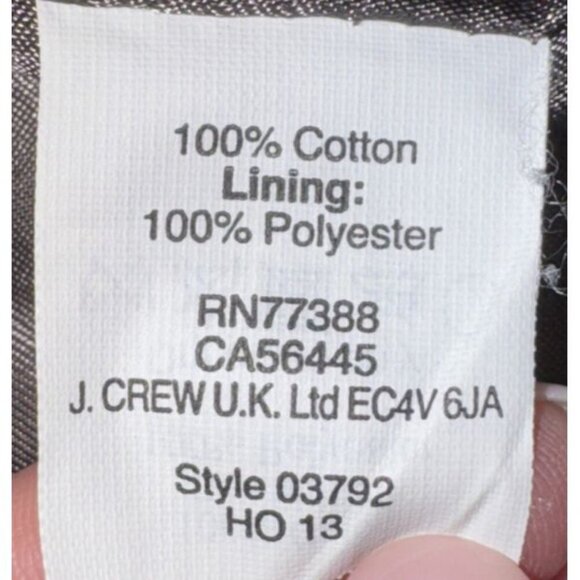 100% Cotton
Lining:
100% Polyester
RN77388
CA56445
J. CREW U.K. Ltd EC4V 6JA
Style 03792
HO 13